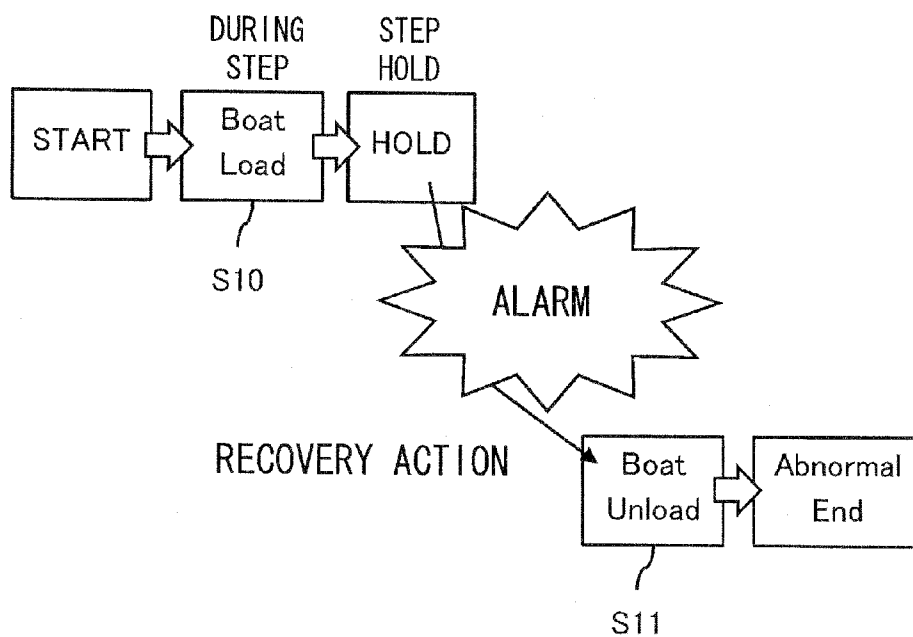 DURING
STEP
STEP
HOLD
START
Boat
Load
HOLD
S10
ALARM
RECOVERY ACTION
Boat
Unload
Abnormal
End
S11